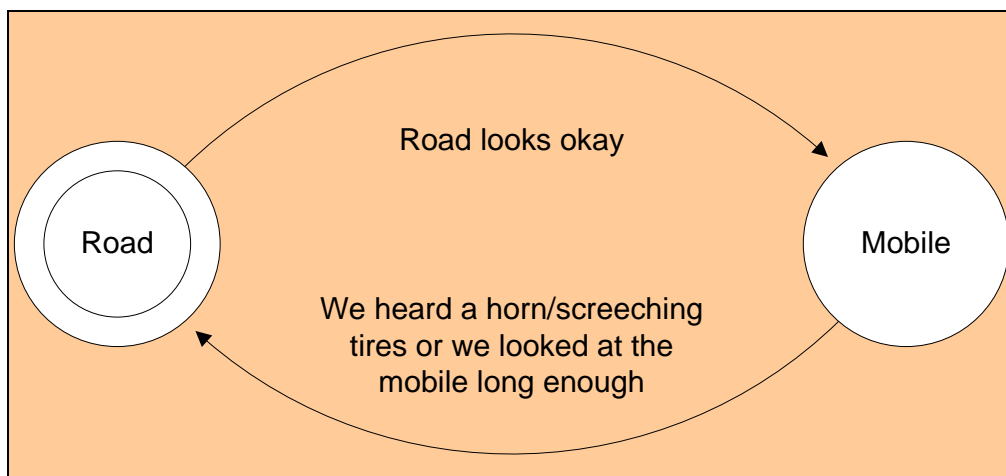 Road looks okay
Road
Mobile
We heard a horn/screeching
tires or we looked at the
mobile long enough